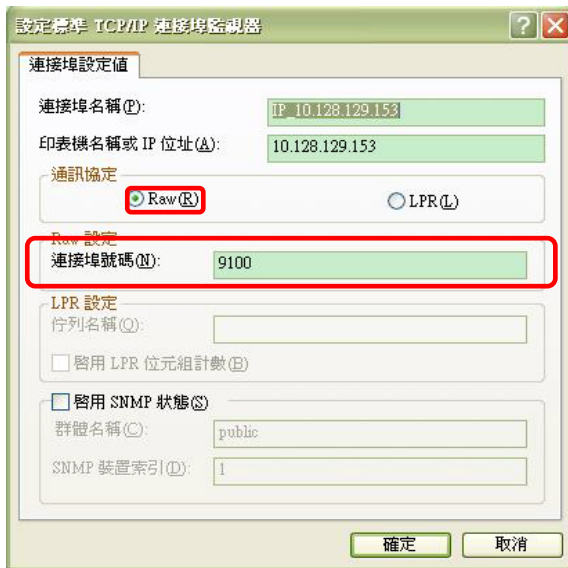 設定標準 TCP/IP 連接埠監視器
連接埠設定值
連接埠名稱(P): IP_10.128.129.153
印表機名稱或 IP 位址(A): 10.128.129.153
通訊協定
Raw(R) LPR(L)
Raw 設定
連接埠號碼(N): 9100
LPR 設定
佇列名稱(Q):
啓用 LPR 位元組計數(B)
啓用 SNMP 狀態(S)
群體名稱(C): public
SNMP 裝置索引(D): 1
確定 取消